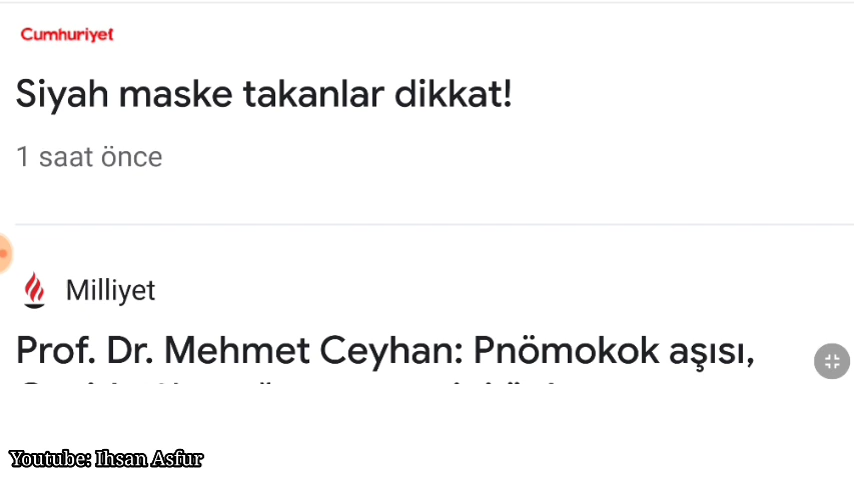 Cumhuriyet
Siyah maske takanlar dikkat!
1 saat önce
Milliyet
Prof. Dr. Mehmet Ceyhan: Pnömokok aşısı,
Youtube: Ihsan Asfur